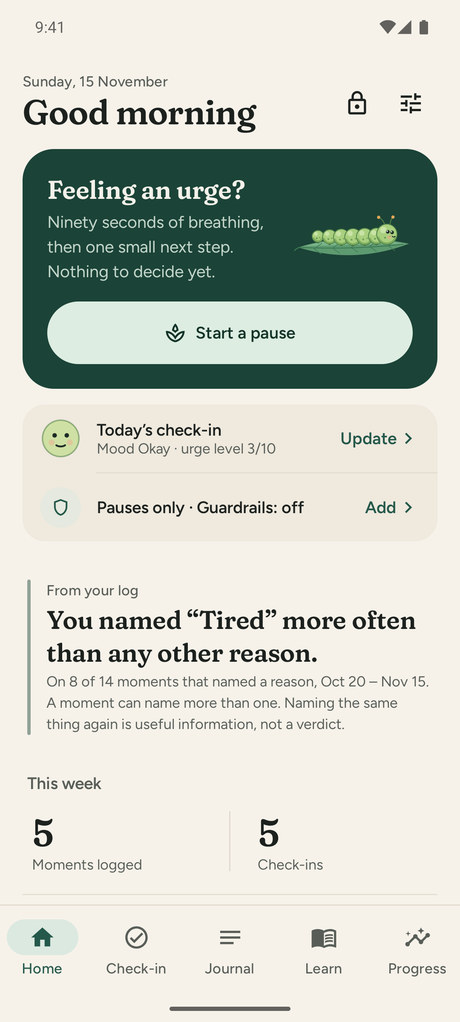 9:41
Sunday, 15 November
Good morning
Feeling an urge?
Ninety seconds of breathing,
then one small next step.
Nothing to decide yet.
Start a pause
Today’s check-in
Mood Okay · urge level 3/10
Update
Pauses only · Guardrails: off
Add
From your log
You named “Tired” more often
than any other reason.
On 8 of 14 moments that named a reason, Oct 20 – Nov 15.
A moment can name more than one. Naming the same
thing again is useful information, not a verdict.
This week
5
Moments logged
5
Check-ins
Home
Check-in
Journal
Learn
Progress